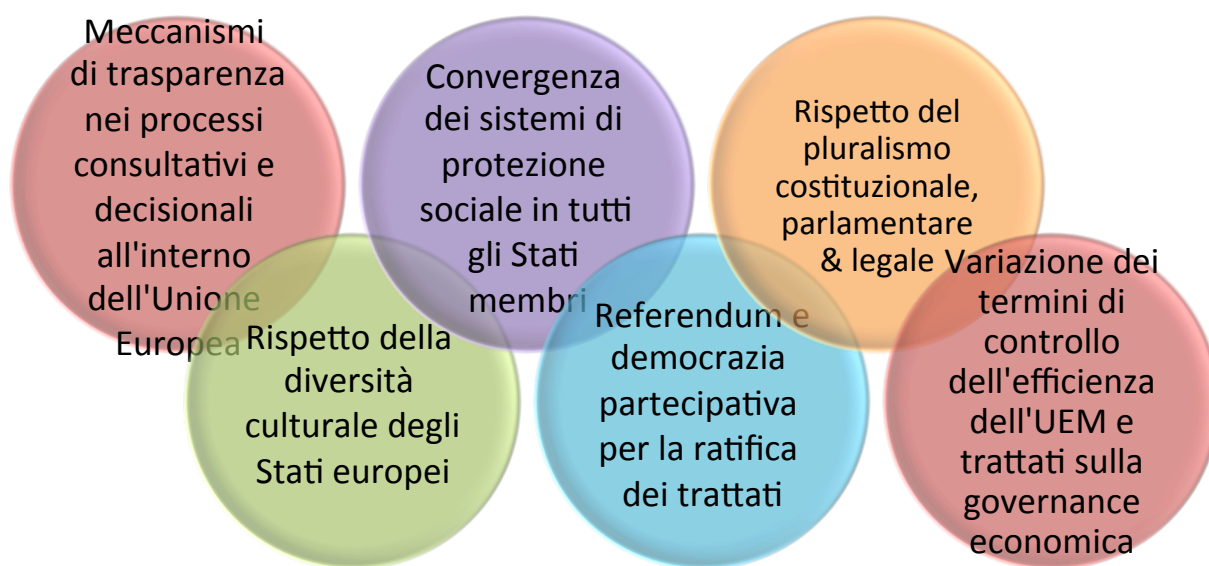 Meccanismi
di trasparenza
nei processi
consultativi e
decisionali
all'interno
dell'Unione
Europea
Rispetto della
diversità
culturale degli
Stati europei
Convergenza
dei sistemi di
protezione
sociale in tutti
gli Stati
membri
Referendum e
democrazia
partecipativa
per la ratifica
dei trattati
Rispetto del
pluralismo
costituzionale,
parlamentare
& legale
Variazione dei
termini di
controllo
dell'efficienza
dell'UEM e
trattati sulla
governance
economica